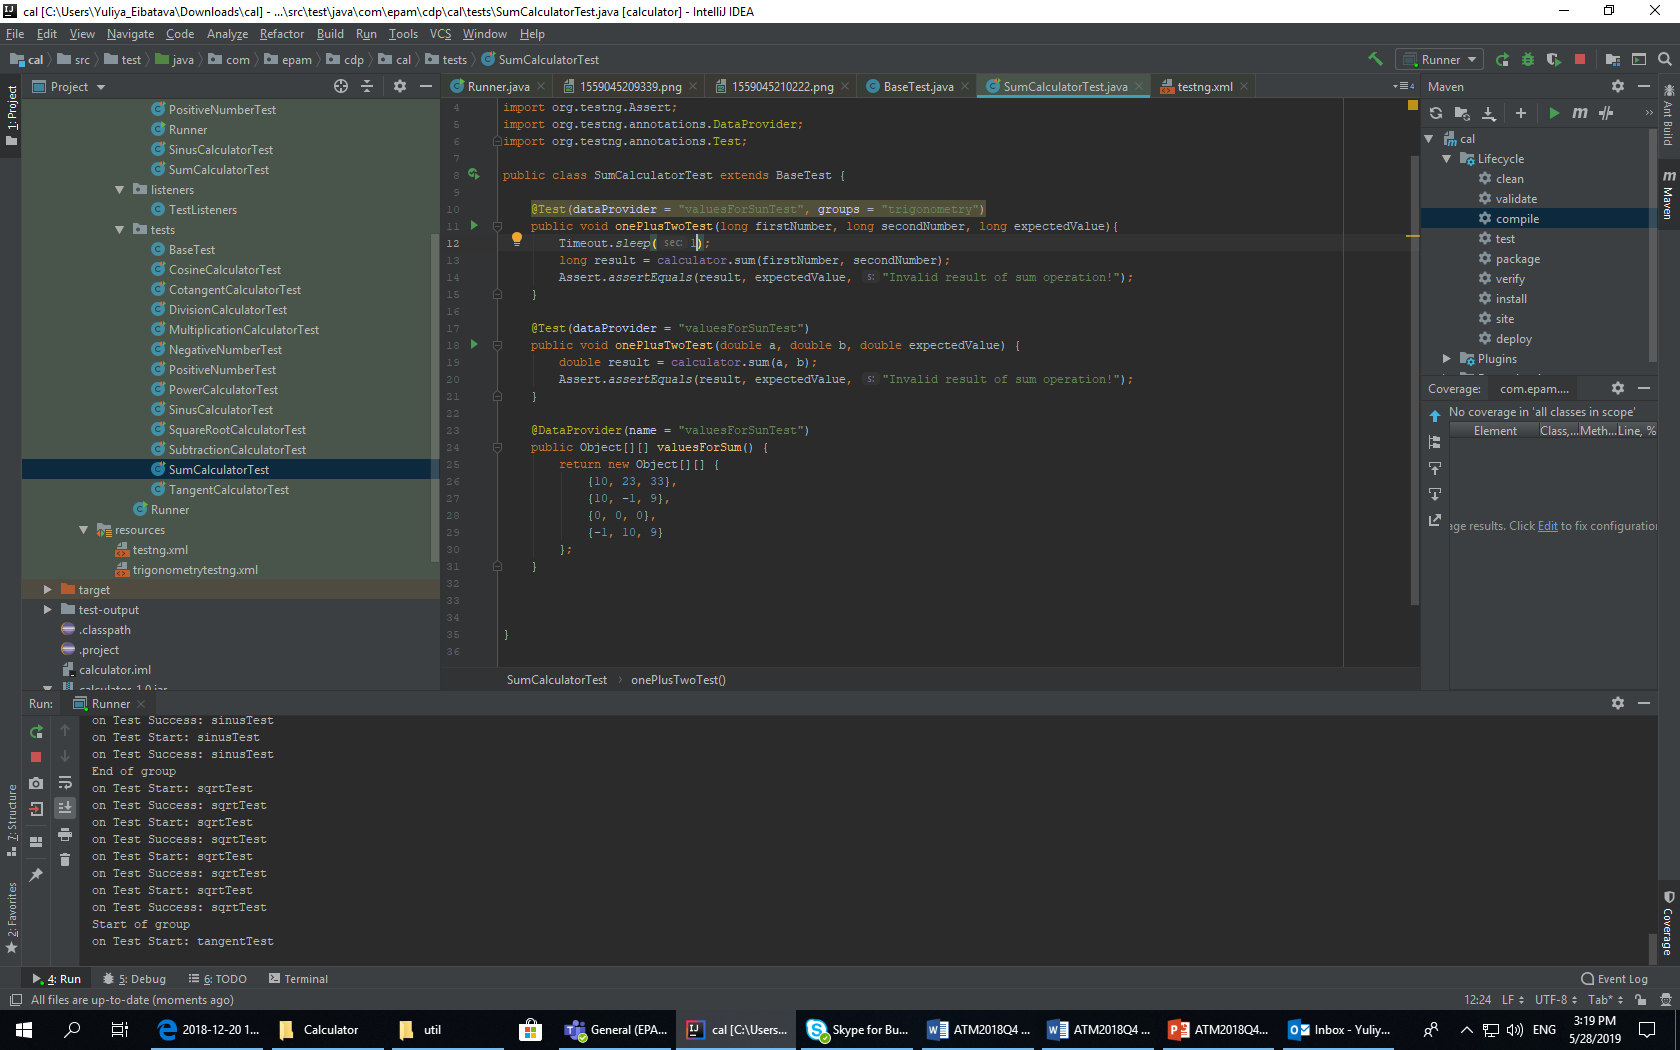 cal [C:\Users\Yuliya_Eibatava\Downloads\cal] - ...\src\test\java\com\epam\cdp\cal\tests\SumCalculatorTest.java [calculator] - IntelliJ IDEA
File Edit View Navigate Code Analyze Refactor Build Run Tools VCS Window Help
cal src test java com epam cdp cal tests SumCalculatorTest Runner
1: Project
Project
PositiveNumberTest
Runner
SinusCalculatorTest
SumCalculatorTest
listeners
TestListeners
tests
BaseTest
CosineCalculatorTest
CotangentCalculatorTest
DivisionCalculatorTest
MultiplicationCalculatorTest
NegativeNumberTest
PositiveNumberTest
PowerCalculatorTest
SinusCalculatorTest
SquareRootCalculatorTest
SubtractionCalculatorTest
SumCalculatorTest
TangentCalculatorTest
Runner
resources
testng.xml
trigonometrytestng.xml
target
test-output
.classpath
.project
calculator.iml
calculator-1.0.jar
Runner.java 1559045209339.png 1559045210222.png BaseTest.java SumCalculatorTest.java testng.xml
4 import org.testng.Assert;
5 import org.testng.annotations.DataProvider;
6 import org.testng.annotations.Test;
7
8 public class SumCalculatorTest extends BaseTest {
9
10 @Test(dataProvider = "valuesForSunTest", groups = "trigonometry")
11 public void onePlusTwoTest(long firstNumber, long secondNumber, long expectedValue){
12 Timeout.sleep( sec: 1);
13 long result = calculator.sum(firstNumber, secondNumber);
14 Assert.assertEquals(result, expectedValue, s: "Invalid result of sum operation!");
15 }
16
17 @Test(dataProvider = "valuesForSunTest")
18 public void onePlusTwoTest(double a, double b, double expectedValue) {
19 double result = calculator.sum(a, b);
20 Assert.assertEquals(result, expectedValue, s: "Invalid result of sum operation!");
21 }
22
23 @DataProvider(name = "valuesForSunTest")
24 public Object[][] valuesForSum() {
25 return new Object[][] {
26 {10, 23, 33},
27 {10, -1, 9},
28 {0, 0, 0},
29 {-1, 10, 9}
30 };
31 }
32
33
34
35 }
36
SumCalculatorTest onePlusTwoTest()
Maven
cal
Lifecycle
clean
validate
compile
test
package
verify
install
site
deploy
Plugins
Coverage: com.epam....
No coverage in 'all classes in scope'
Element Class,... Meth... Line, %
age results. Click Edit to fix configuration
Ant Build
Maven
Coverage
Run: Runner
on Test Success: sinusTest
on Test Start: sinusTest
on Test Success: sinusTest
End of group
on Test Start: sqrtTest
on Test Success: sqrtTest
on Test Start: sqrtTest
on Test Success: sqrtTest
on Test Start: sqrtTest
on Test Success: sqrtTest
on Test Start: sqrtTest
on Test Success: sqrtTest
Start of group
on Test Start: tangentTest
7: Structure
2: Favorites
4: Run 5: Debug 6: TODO Terminal Event Log
All files are up-to-date (moments ago) 12:24 LF UTF-8 Tab*
2018-12-20 1... Calculator util General (EPA... cal [C:\Users... Skype for Bu... ATM2018Q4 ... ATM2018Q4 ... ATM2018Q4... Inbox - Yuliy... ENG 3:19 PM
5/28/2019